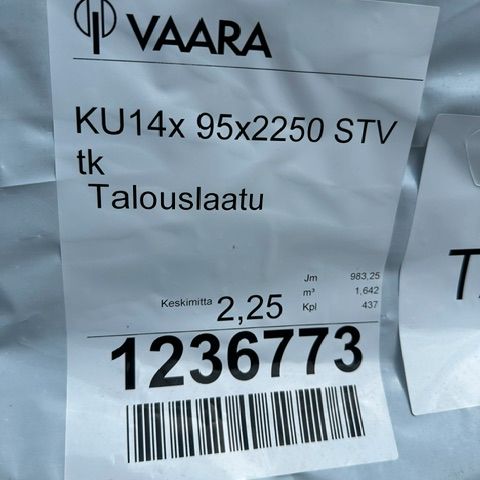 VAARA
KU14x 95x2250 STV
tk
Talouslaatu
Jm 983,25
m³ 1,642
Keskimitta 2,25 Kpl 437
1236773